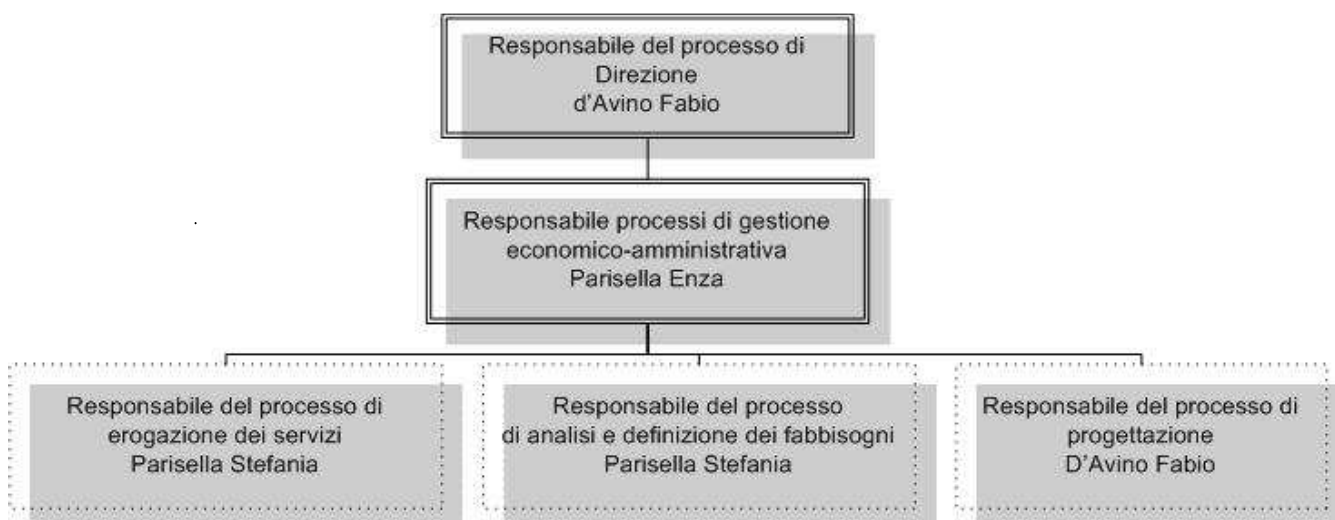 Responsabile del processo di
Direzione
d'Avino Fabio
Responsabile processi di gestione
economico-amministrativa
Parisella Enza
Responsabile del processo di
erogazione dei servizi
Parisella Stefania
Responsabile del processo
di analisi e definizione dei fabbisogni
Parisella Stefania
Responsabile del processo di
progettazione
D'Avino Fabio